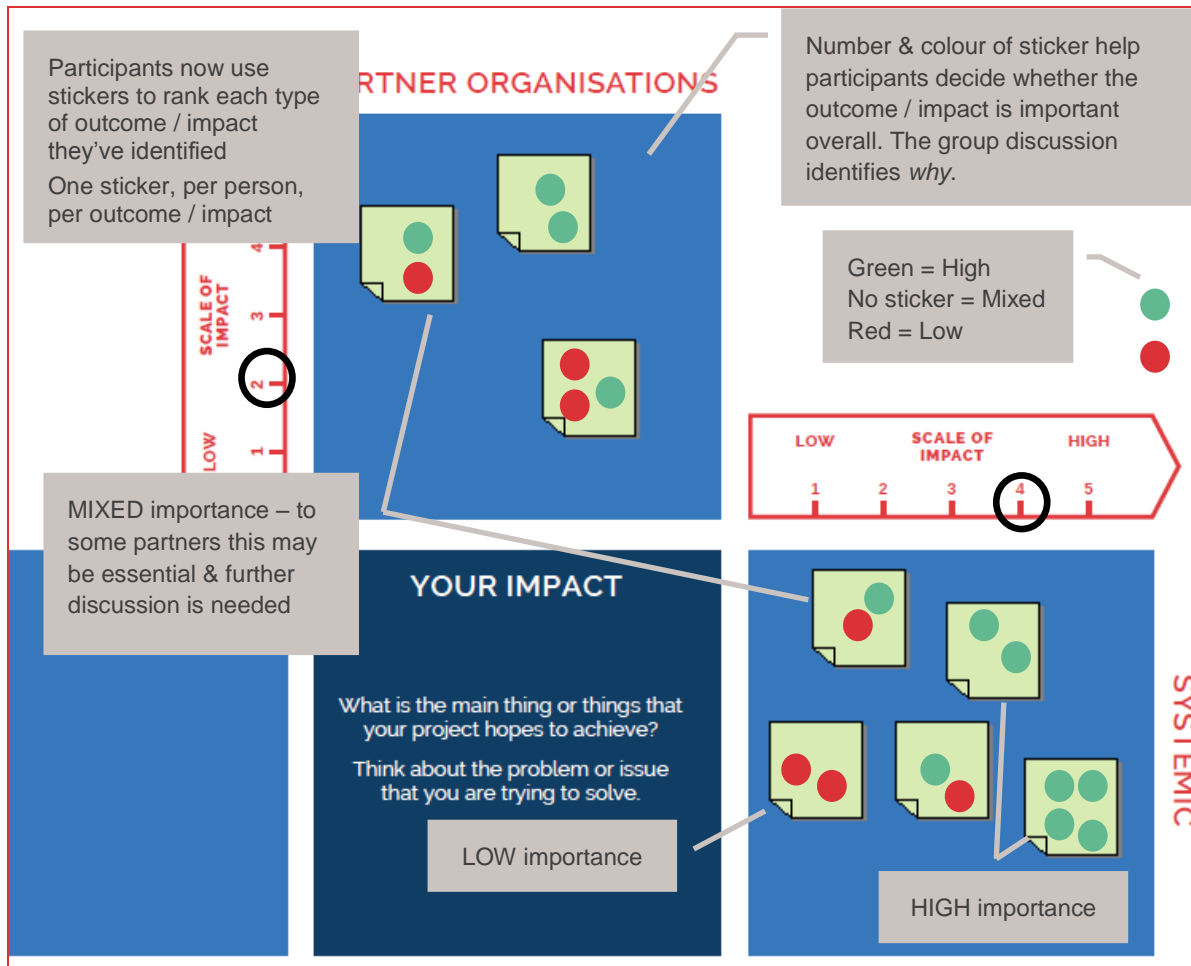 Participants now use
stickers to rank each type
of outcome / impact
they've identified
One sticker, per person,
per outcome / impact
RTNER ORGANISATIONS
Number & colour of sticker help
participants decide whether the
outcome / impact is important
overall. The group discussion
identifies why.
Green = High
No sticker = Mixed
Red = Low
SCALE OF
IMPACT
4
3
2
1
LOW
LOW
SCALE OF
IMPACT
HIGH
1
2
3
4
5
MIXED importance – to
some partners this may
be essential & further
discussion is needed
YOUR IMPACT
What is the main thing or things that
your project hopes to achieve?
Think about the problem or issue
that you are trying to solve.
LOW importance
HIGH importance
SYSTEMIC